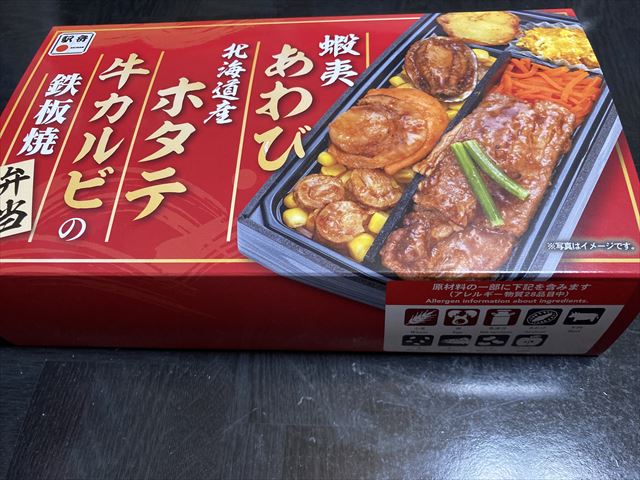 駅弁
蝦夷
あわび
北海道産
ホタテ
牛カルビの
鉄板焼
弁当
※写真はイメージです。
原材料の一部に下記を含みます
(アレルギー物質28品目中)
Allergen information about ingredients.